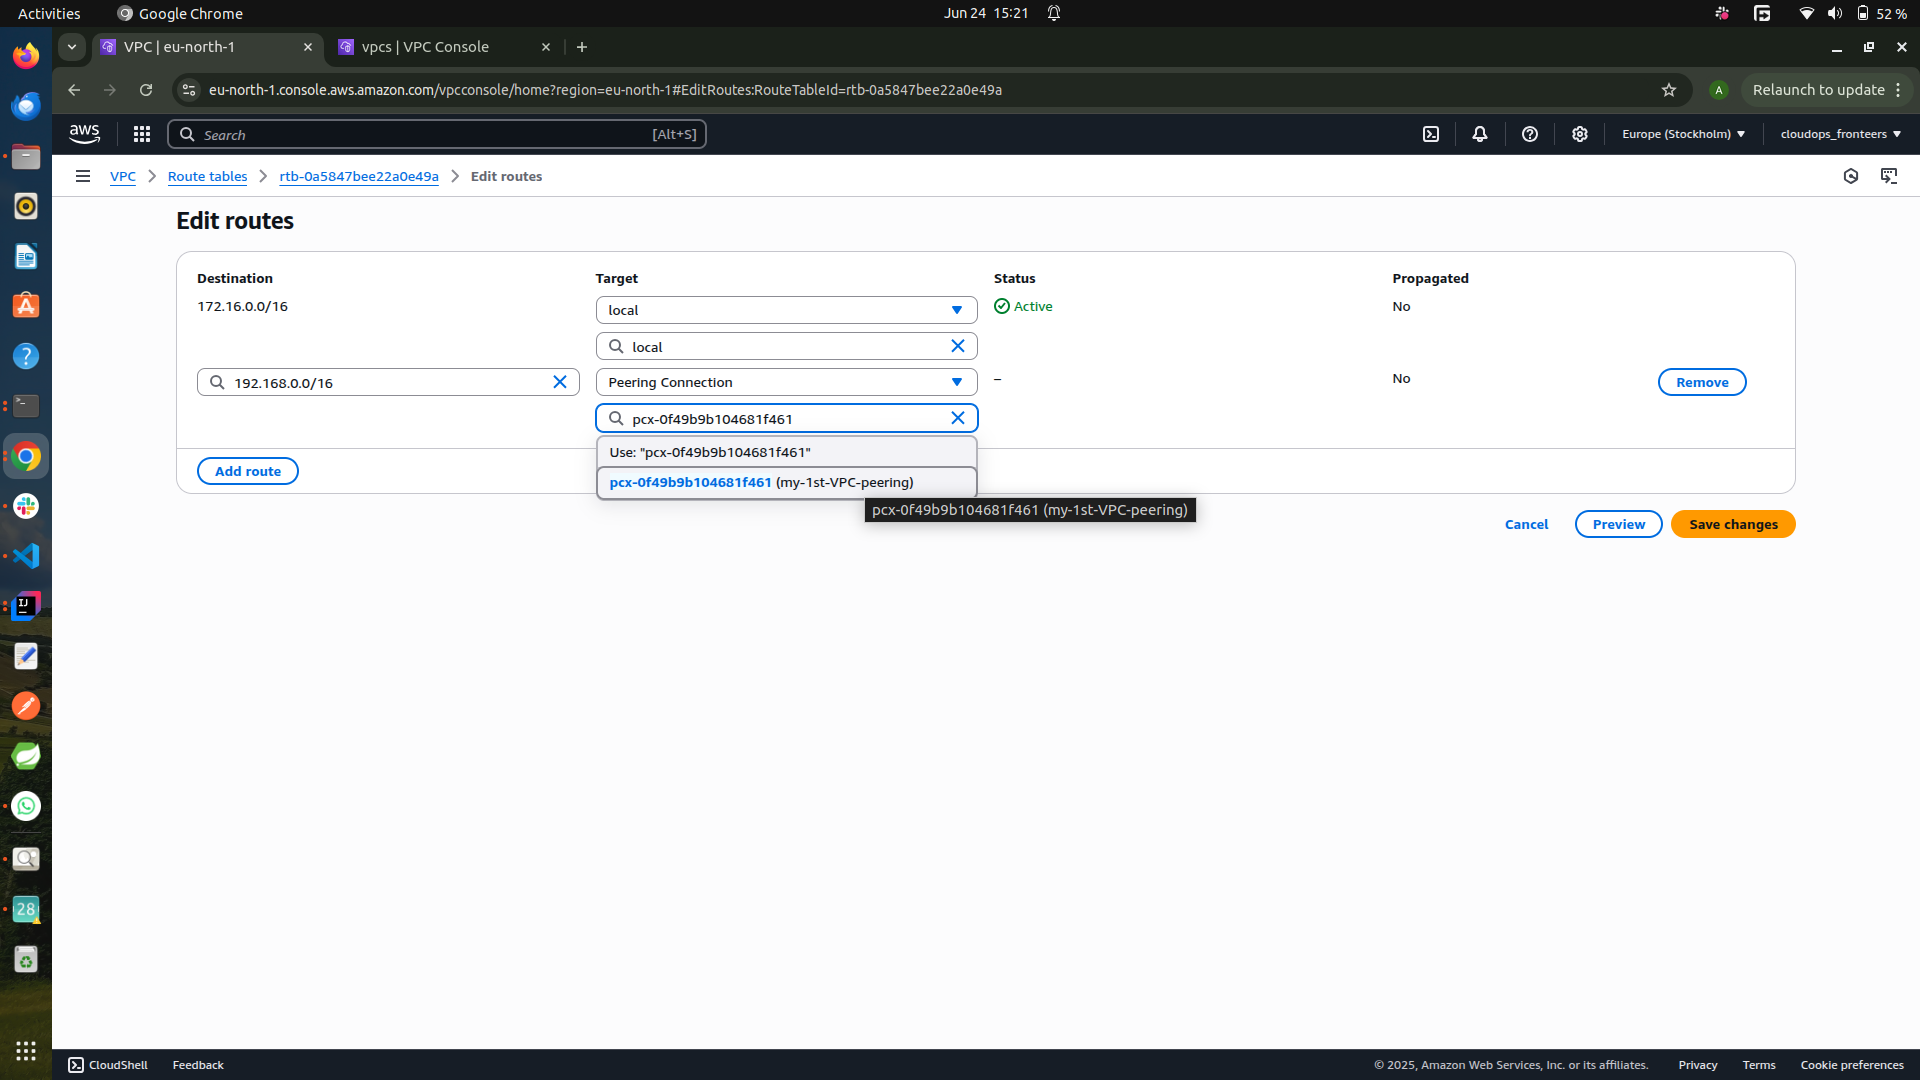 Activities
Google Chrome
Jun 24 15:21
52 %
VPC | eu-north-1
vpcs | VPC Console
eu-north-1.console.aws.amazon.com/vpcconsole/home?region=eu-north-1#EditRoutes:RouteTableId=rtb-0a5847bee22a0e49a
A
Relaunch to update
aws
Search
[Alt+S]
Europe (Stockholm)
cloudops_fronteers
VPC
Route tables
rtb-0a5847bee22a0e49a
Edit routes
Edit routes
Destination
Target
Status
Propagated
172.16.0.0/16
local
Active
No
local
192.168.0.0/16
Peering Connection
–
No
Remove
pcx-0f49b9b104681f461
Use: "pcx-0f49b9b104681f461"
Add route
pcx-0f49b9b104681f461 (my-1st-VPC-peering)
pcx-0f49b9b104681f461 (my-1st-VPC-peering)
Cancel
Preview
Save changes
IJ
28
CloudShell
Feedback
© 2025, Amazon Web Services, Inc. or its affiliates.
Privacy
Terms
Cookie preferences